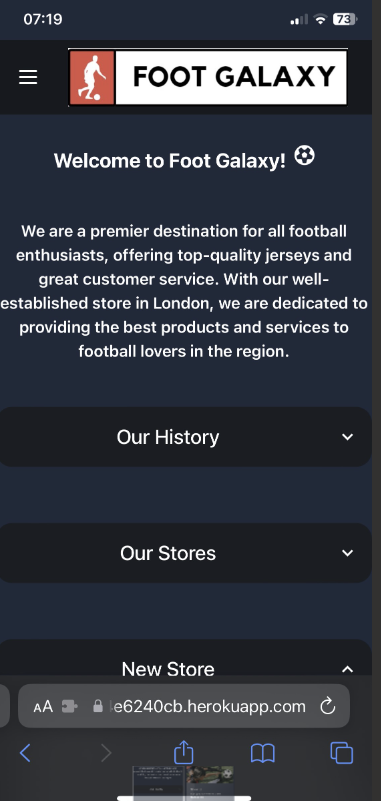 07:19
73
FOOT GALAXY
Welcome to Foot Galaxy!
We are a premier destination for all football
enthusiasts, offering top-quality jerseys and
great customer service. With our well-
established store in London, we are dedicated to
providing the best products and services to
football lovers in the region.
Our History
Our Stores
New Store
AA
e6240cb.herokuapp.com